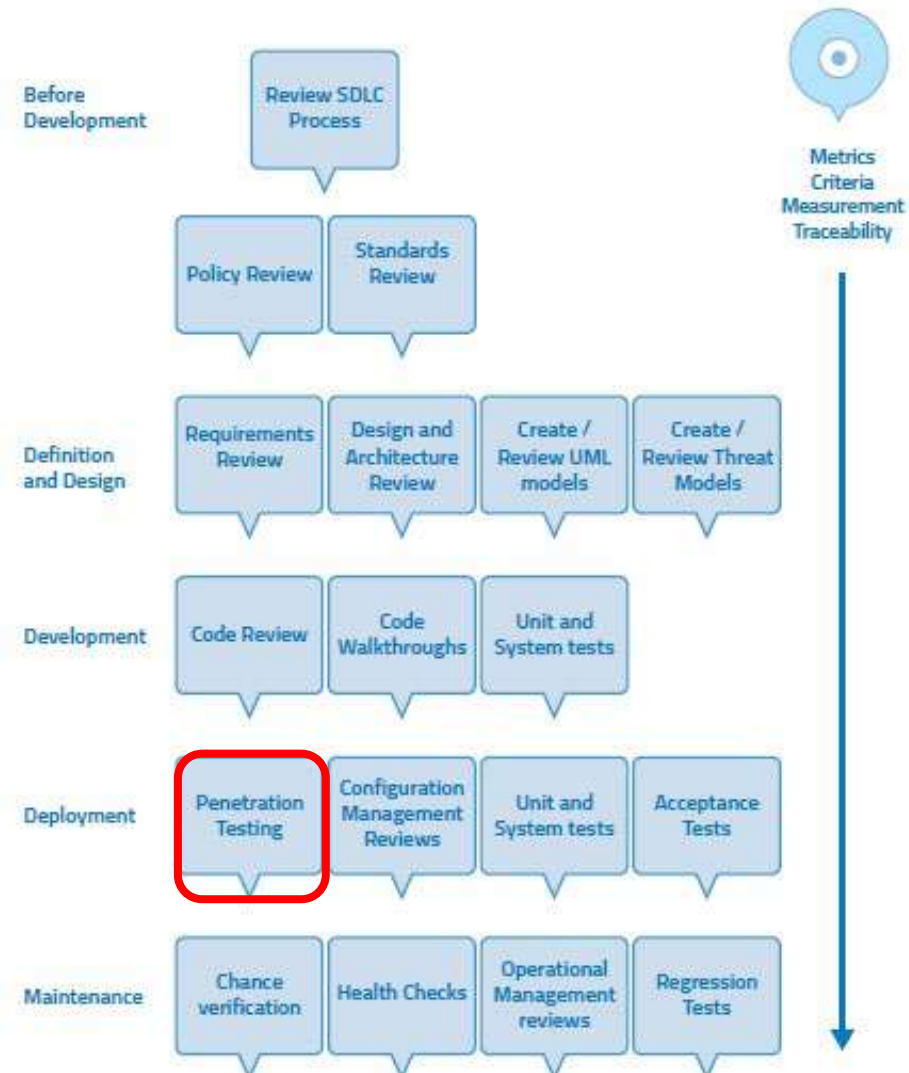 Before
Development
Review SDLC
Process
Metrics
Criteria
Measurement
Traceability
Policy Review
Standards
Review
Definition
and Design
Requirements
Review
Design and
Architecture
Review
Create /
Review UML
models
Create /
Review Threat
Models
Development
Code Review
Code
Walkthroughs
Unit and
System tests
Deployment
Penetration
Testing
Configuration
Management
Reviews
Unit and
System tests
Acceptance
Tests
Maintenance
Chance
verification
Health Checks
Operational
Management
reviews
Regression
Tests